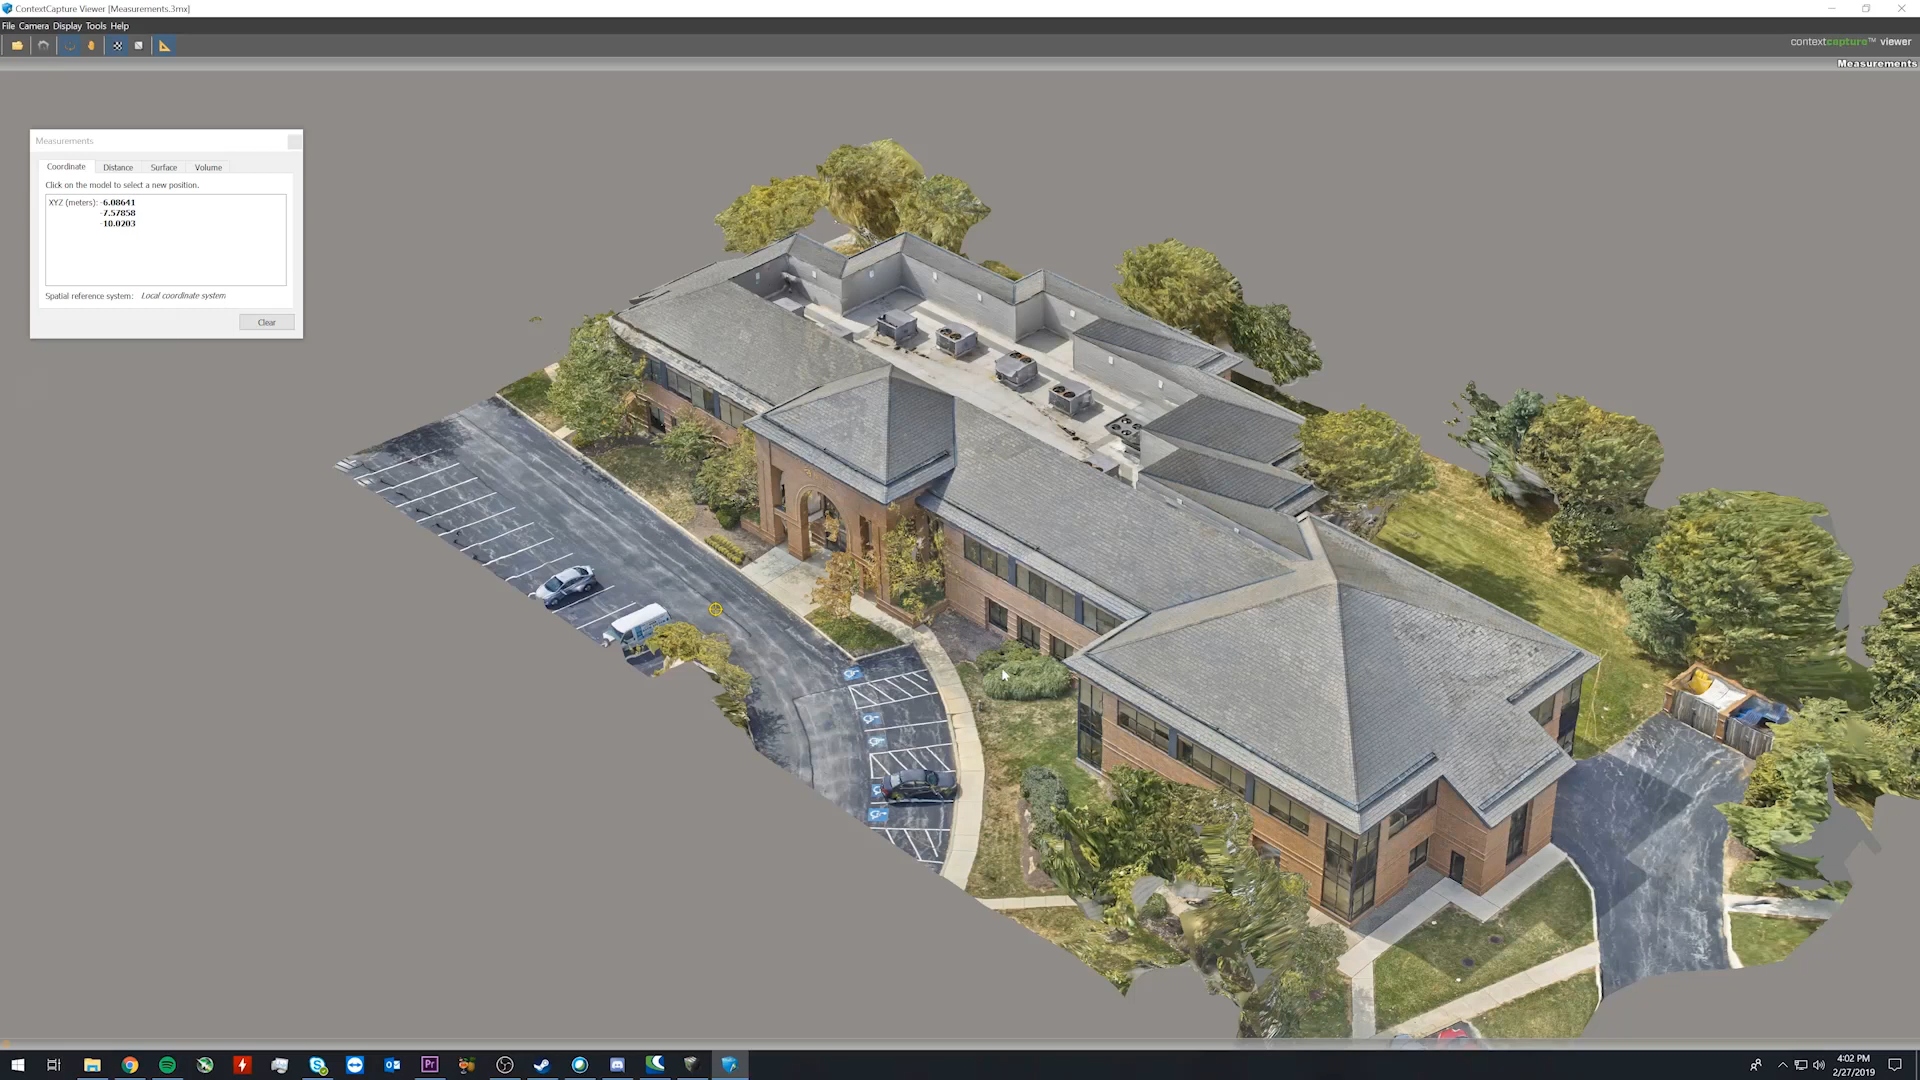 ContextCapture Viewer [Measurements.3mx]
File Camera Display Tools Help
contextcapture™ viewer
Measurements
Measurements
Coordinate Distance Surface Volume
Click on the model to select a new position.
XYZ (meters): -6.08641
-7.57858
-10.0203
Spatial reference system: Local coordinate system
Clear
Pr
4:02 PM
2/27/2019